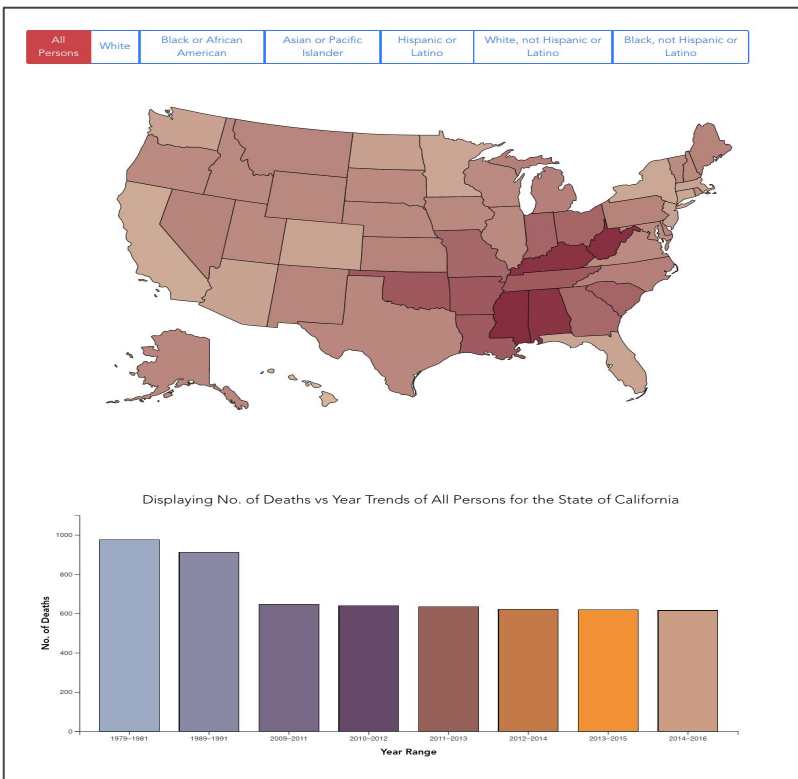 All
Persons
White
Black or African
American
Asian or Pacific
Islander
Hispanic or
Latino
White, not Hispanic or
Latino
Black, not Hispanic or
Latino
Displaying No. of Deaths vs Year Trends of All Persons for the State of California
No. of Deaths
1000
800
600
400
200
0
1979–1981
1989–1991
2009–2011
2010–2012
2011–2013
2012–2014
2013–2015
2014–2016
Year Range